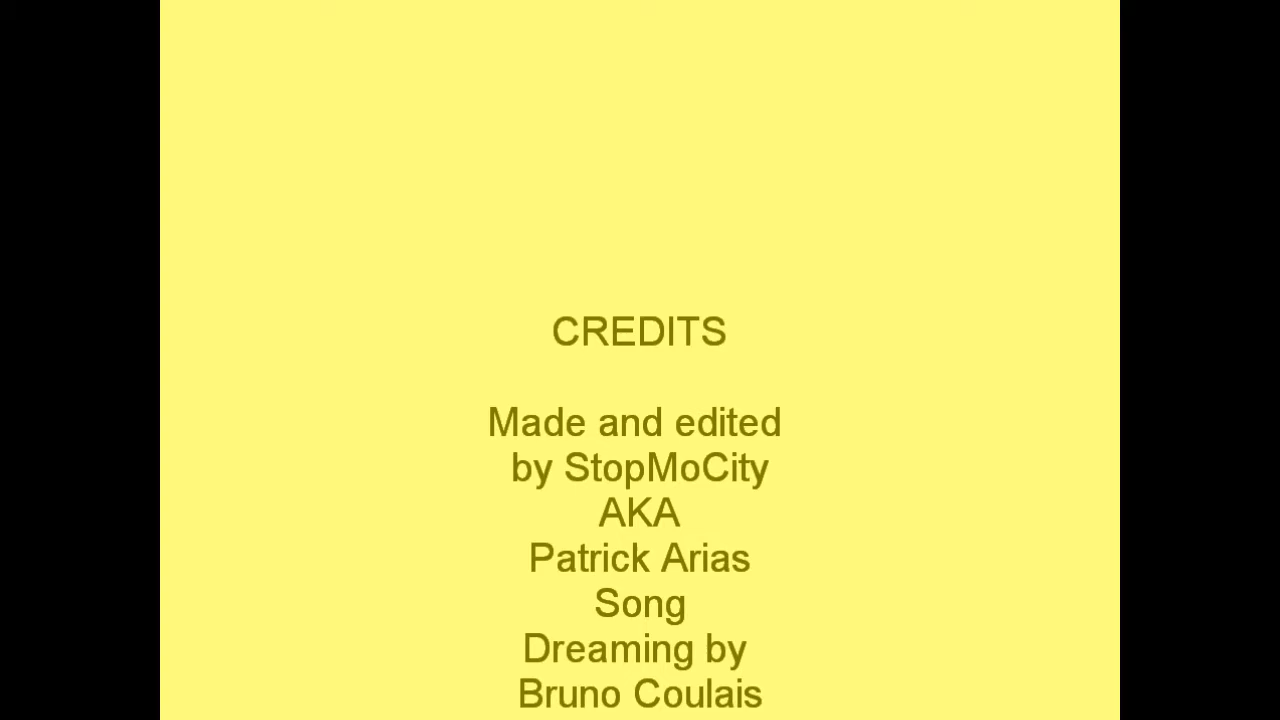 CREDITS
Made and edited
by StopMoCity
AKA
Patrick Arias
Song
Dreaming by
Bruno Coulais